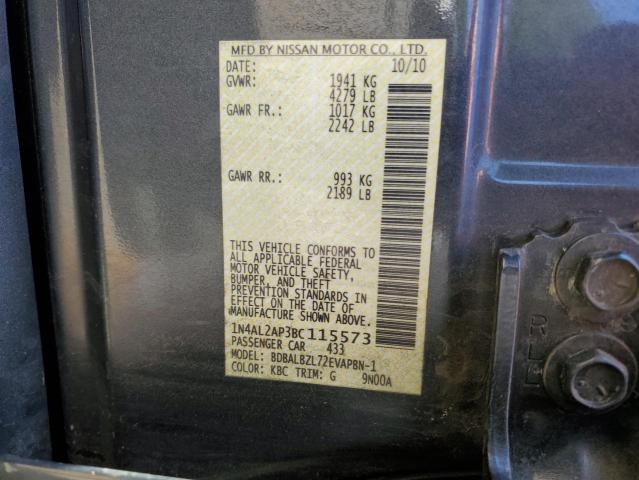 MFD BY NISSAN MOTOR CO., LTD.
DATE: 10/10
GVWR: 1941 KG
4279 LB
GAWR FR.: 1017 KG
2242 LB
GAWR RR.: 993 KG
2189 LB
THIS VEHICLE CONFORMS TO
ALL APPLICABLE FEDERAL
MOTOR VEHICLE SAFETY,
BUMPER, AND THEFT
PREVENTION STANDARDS IN
EFFECT ON THE DATE OF
MANUFACTURE SHOWN ABOVE.
1N4AL2AP3BC115573
PASSENGER CAR 433
MODEL: BDBALBZL72EVAPBN-1
COLOR: KBC TRIM: G 9N00A